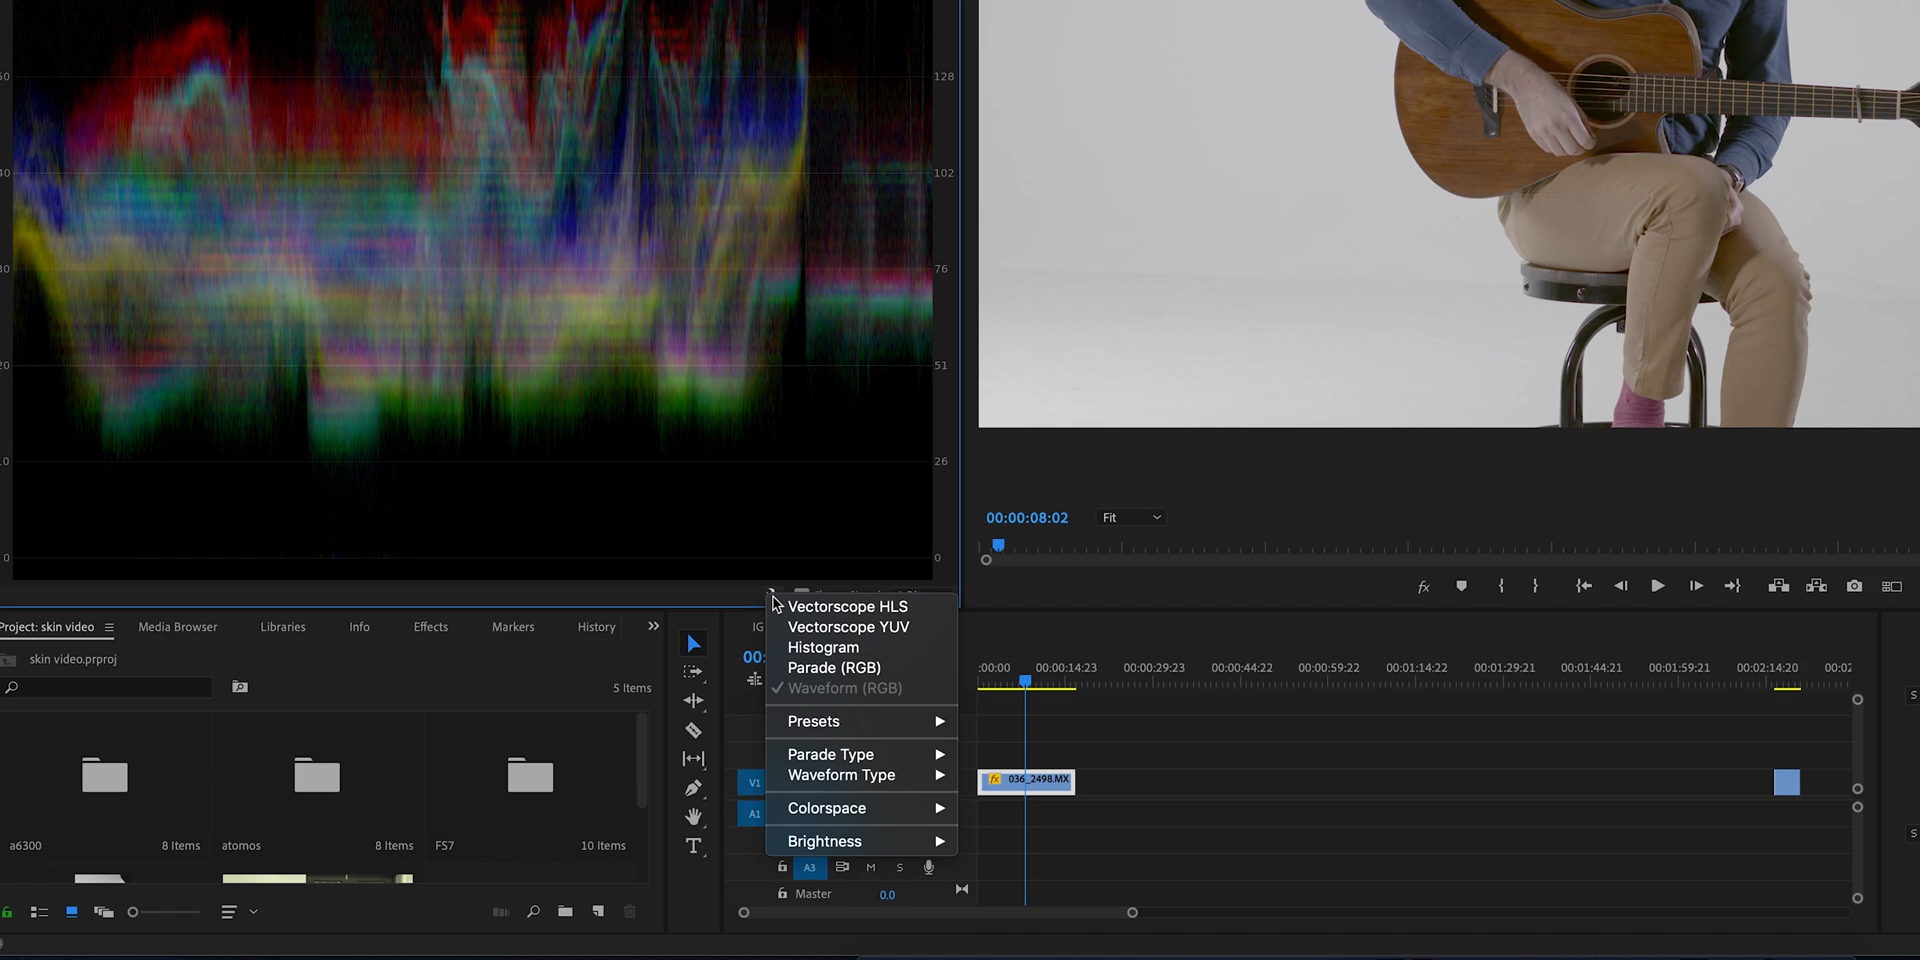 128
102
76
51
26
0
0
00:00:08:02
Fit
Vectorscope HLS
Vectorscope YUV
Histogram
Parade (RGB)
✓ Waveform (RGB)
Presets
Parade Type
Waveform Type
Colorspace
Brightness
Project: skin video
Media Browser
Libraries
Info
Effects
Markers
History
IG
skin video.prproj
5 Items
00:
:00:00
00:00:14:23
00:00:29:23
00:00:44:22
00:00:59:22
00:01:14:22
00:01:29:21
00:01:44:21
00:01:59:21
00:02:14:20
00:02
S
a6300
8 Items
atomos
8 Items
FS7
10 Items
V1
fx 036_2498.MX
A1
S
A3
M
S
Master
0.0